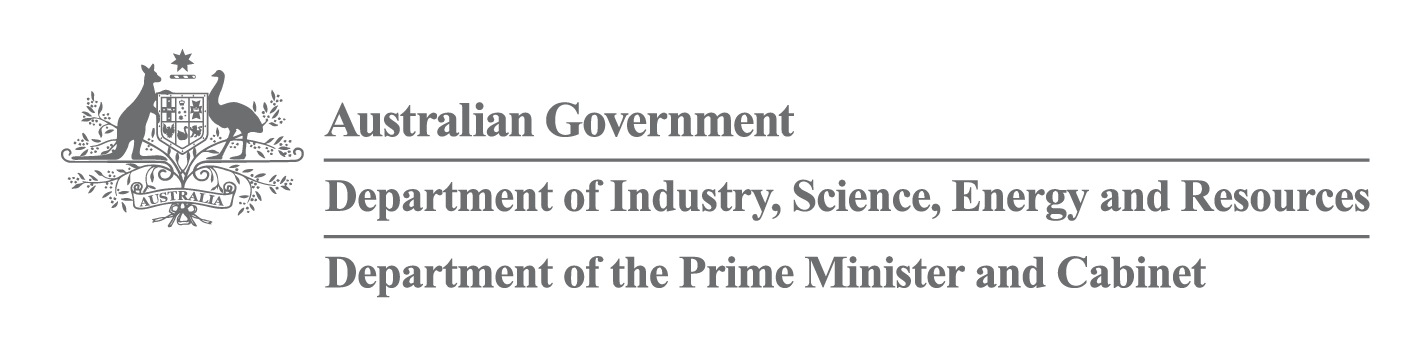 AUSTRALIA
Australian Government
Department of Industry, Science, Energy and Resources
Department of the Prime Minister and Cabinet